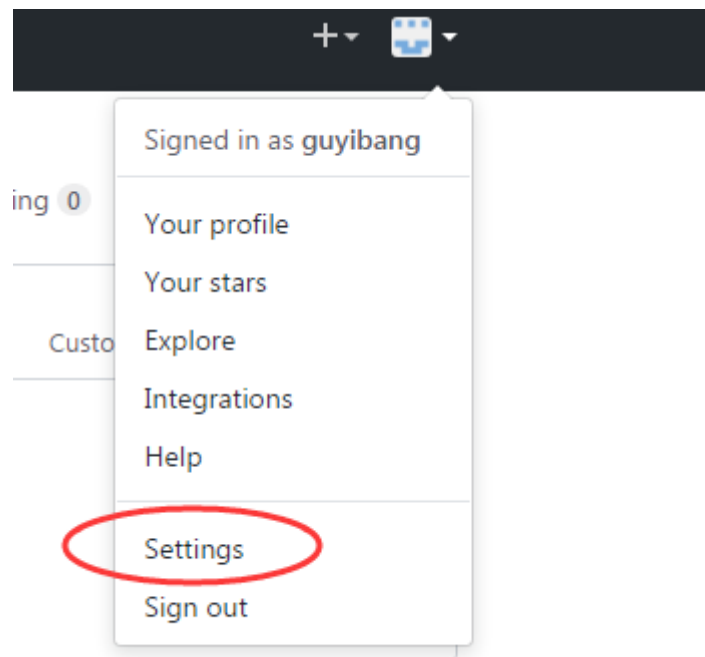 Signed in as guyibang
ing 0
Your profile
Your stars
Custo
Explore
Integrations
Help
Settings
Sign out